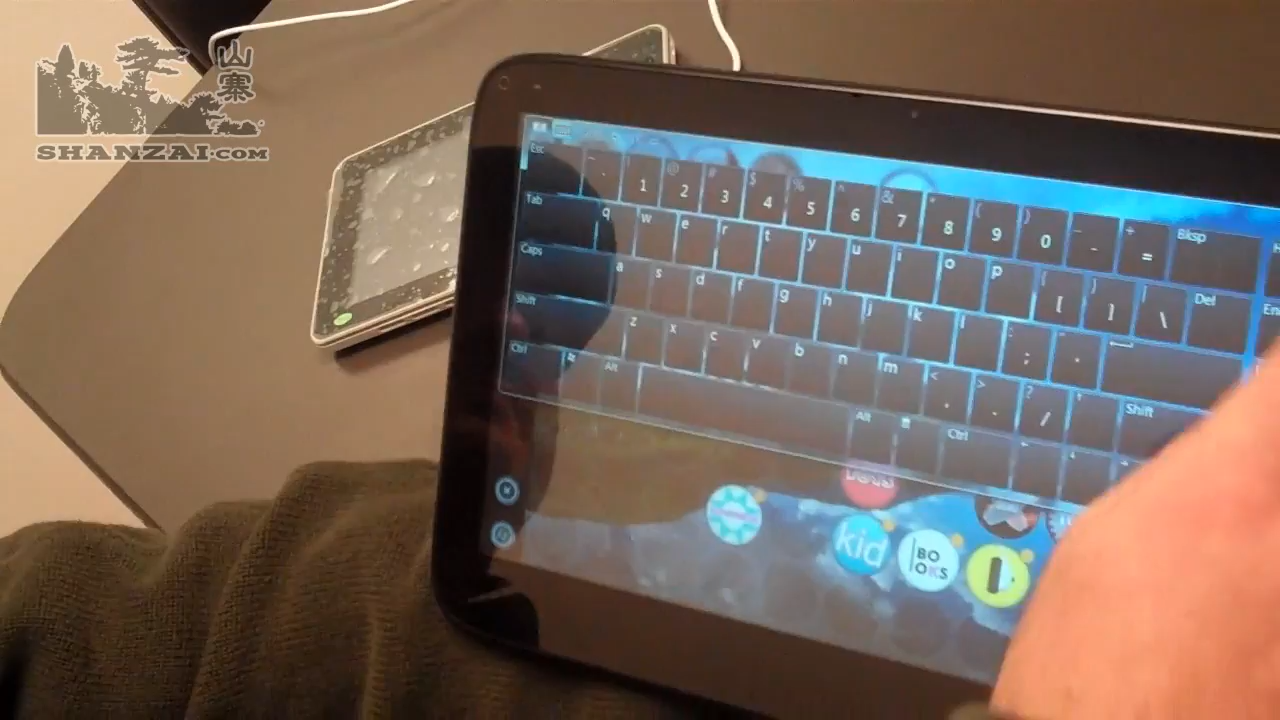 山
寨
SHANZAI.COM
Esc ~ ` ! 1 @ 2 # 3 $ 4 % 5 ^ 6 & 7 * 8 ( 9 ) 0 - + = Bksp
Tab q w e r t y u i o p [ ] \ Del
Caps a s d f g h j k l ; ' 
Shift z x c v b n m < , > . ? / Shift
Ctrl Alt Alt Ctrl
kid
BO
OKS